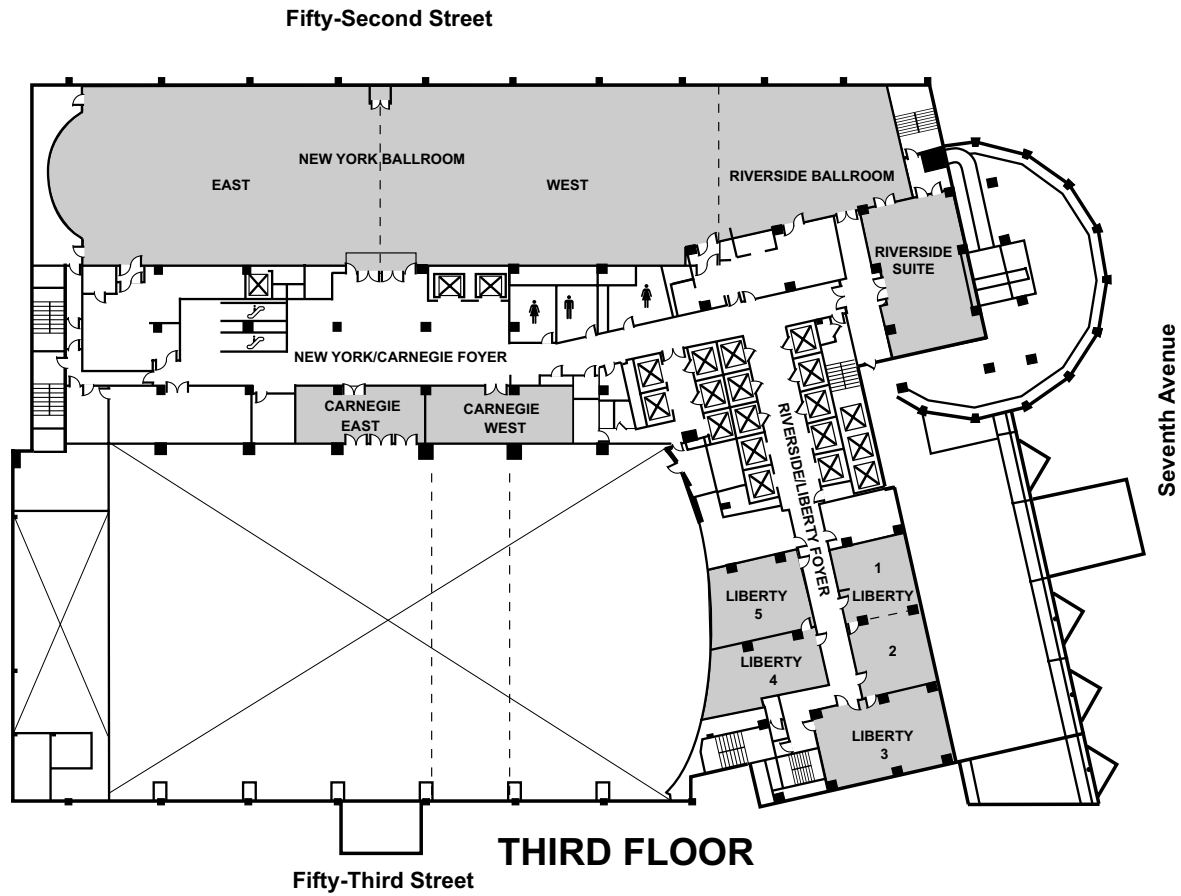 Fifty-Second Street
NEW YORK BALLROOM
EAST
WEST
RIVERSIDE BALLROOM
RIVERSIDE
SUITE
NEW YORK/CARNEGIE FOYER
CARNEGIE
EAST
CARNEGIE
WEST
RIVERSIDE/LIBERTY FOYER
Seventh Avenue
1
LIBERTY
2
LIBERTY
5
LIBERTY
4
LIBERTY
3
THIRD FLOOR
Fifty-Third Street